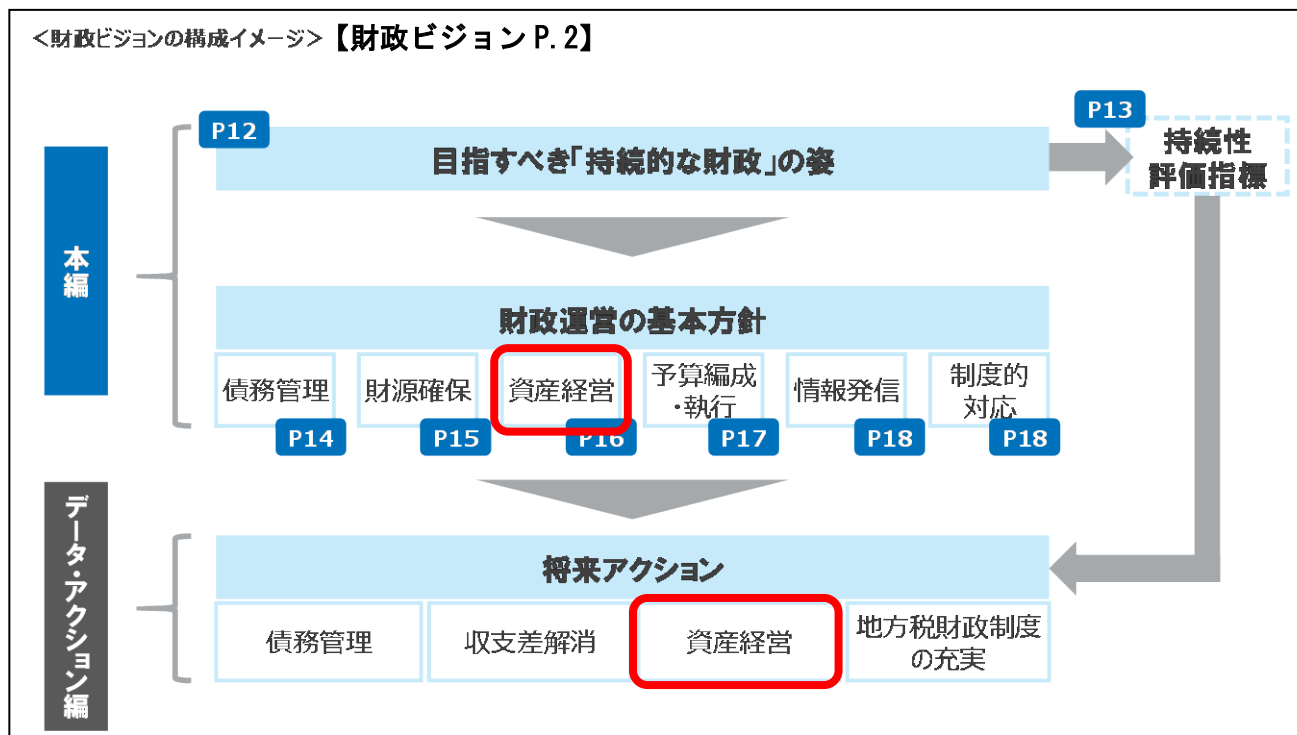 <財政ビジョンの構成イメージ>【財政ビジョンP.2】
P12
P13
目指すべき「持続的な財政」の姿
持続性
評価指標
本編
財政運営の基本方針
債務管理
財源確保
資産経営
予算編成
・執行
情報発信
制度的
対応
P14
P15
P16
P17
P18
P18
データ・アクション編
将来アクション
債務管理
収支差解消
資産経営
地方税財政制度
の充実